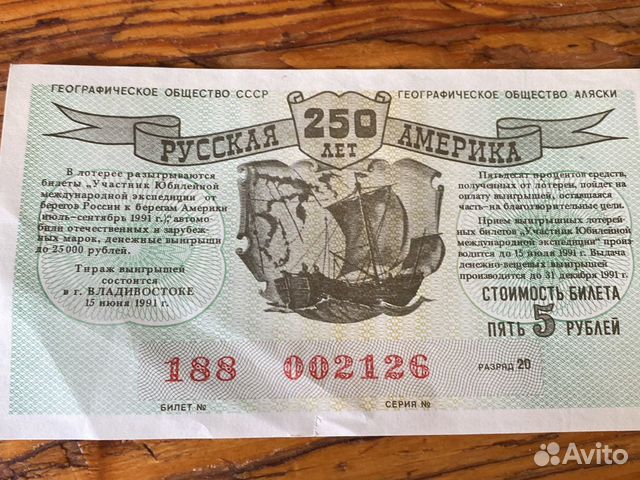 ГЕОГРАФИЧЕСКОЕ ОБЩЕСТВО СССР
ГЕОГРАФИЧЕСКОЕ ОБЩЕСТВО АЛЯСКИ
РУССКАЯ 250 ЛЕТ АМЕРИКА
В лотерее разыгрываются
билеты „Участник Юбилейной
международной экспедиции от
берегов России к берегам Америки
(июль-сентябрь 1991 г.), автомо
били отечественных и зарубеж-
ных марок, денежные выигрыши
до 25000 рублей.
Тираж выигрышей
состоится
в г. ВЛАДИВОСТОКЕ
15 июня 1991 г.
Пятьдесят процентов средств,
полученных от лотереи, пойдет на
оплату выигрышей, оставшаяся
часть-на благотворительные цели.
Прием выигрышных лотерей-
ных билетов „Участник Юбилейной
международной экспедиции" произ
водится до 15 июля 1991 г. Выдача
денежно-вещевых выигрышей
производится до 31 декабря 1991 г.
СТОИМОСТЬ БИЛЕТА
ПЯТЬ 5 РУБЛЕЙ
188 002126
РАЗРЯД 20
БИЛЕТ №
СЕРИЯ №
Avito